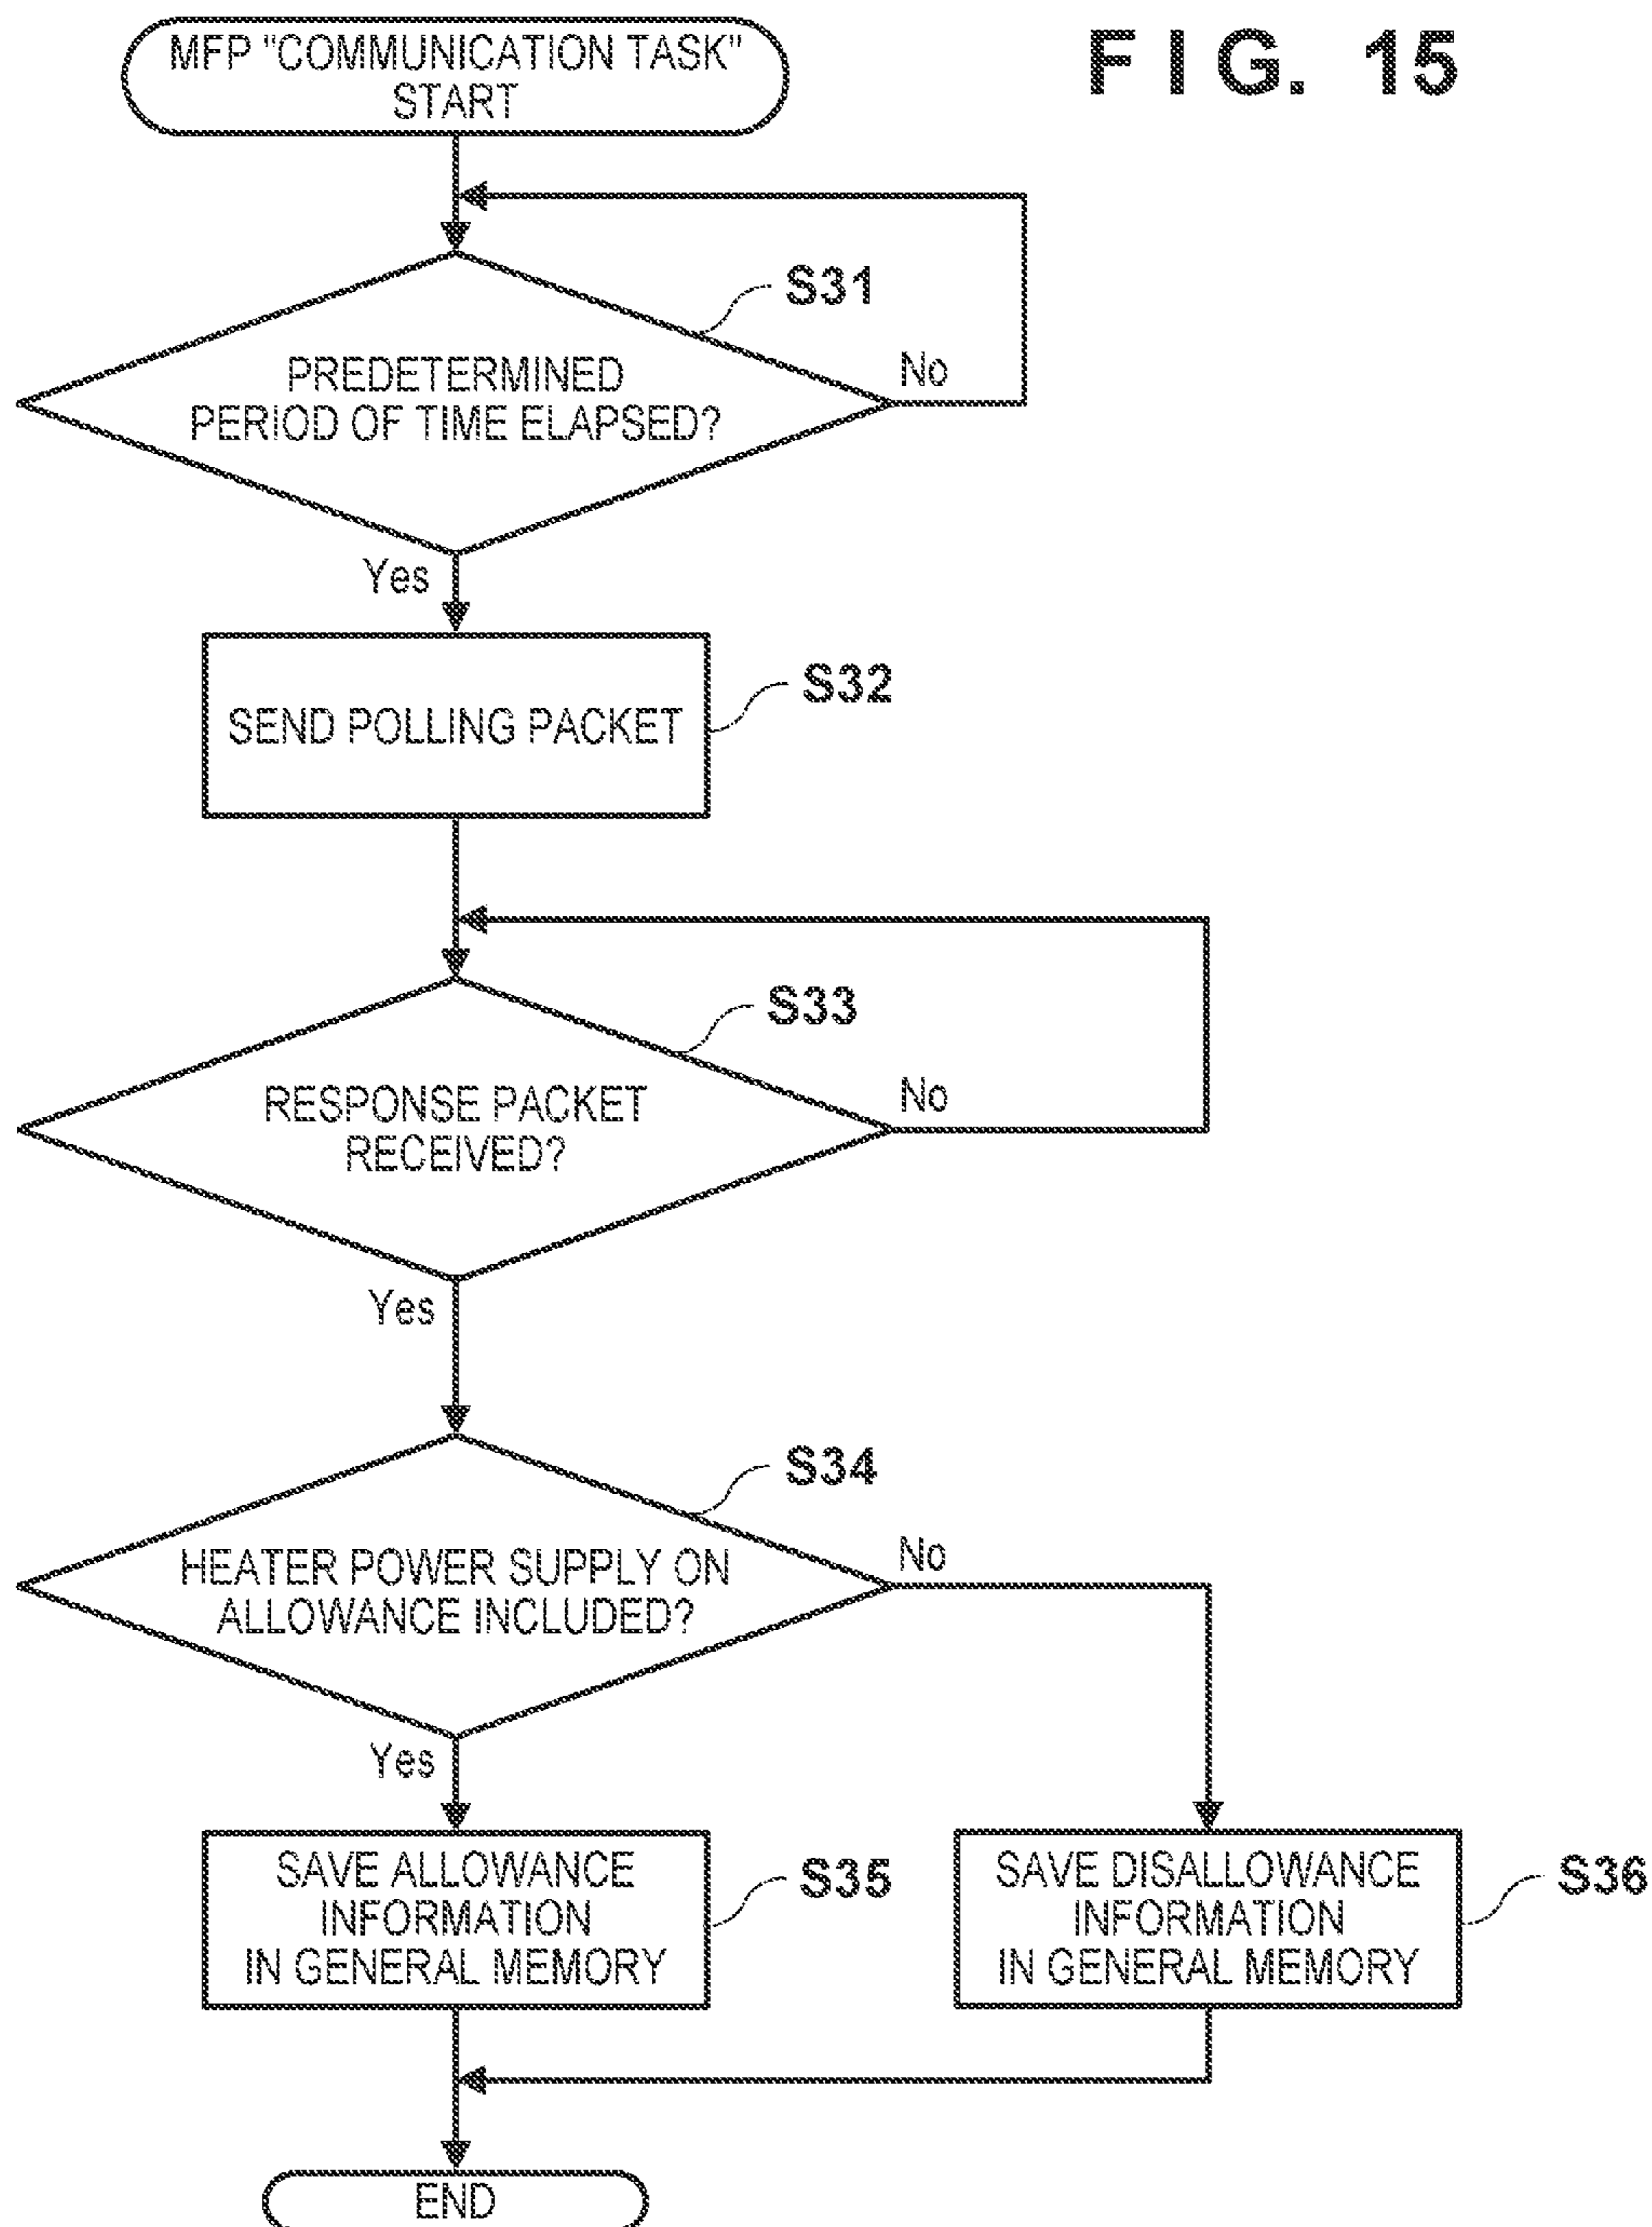 FIG. 15
MFP "COMMUNICATION TASK"
START
S31
PREDETERMINED
PERIOD OF TIME ELAPSED?
No
Yes
S32
SEND POLLING PACKET
S33
RESPONSE PACKET
RECEIVED?
No
Yes
S34
HEATER POWER SUPPLY ON
ALLOWANCE INCLUDED?
No
Yes
SAVE ALLOWANCE
INFORMATION
IN GENERAL MEMORY
S35
SAVE DISALLOWANCE
INFORMATION
IN GENERAL MEMORY
S36
END